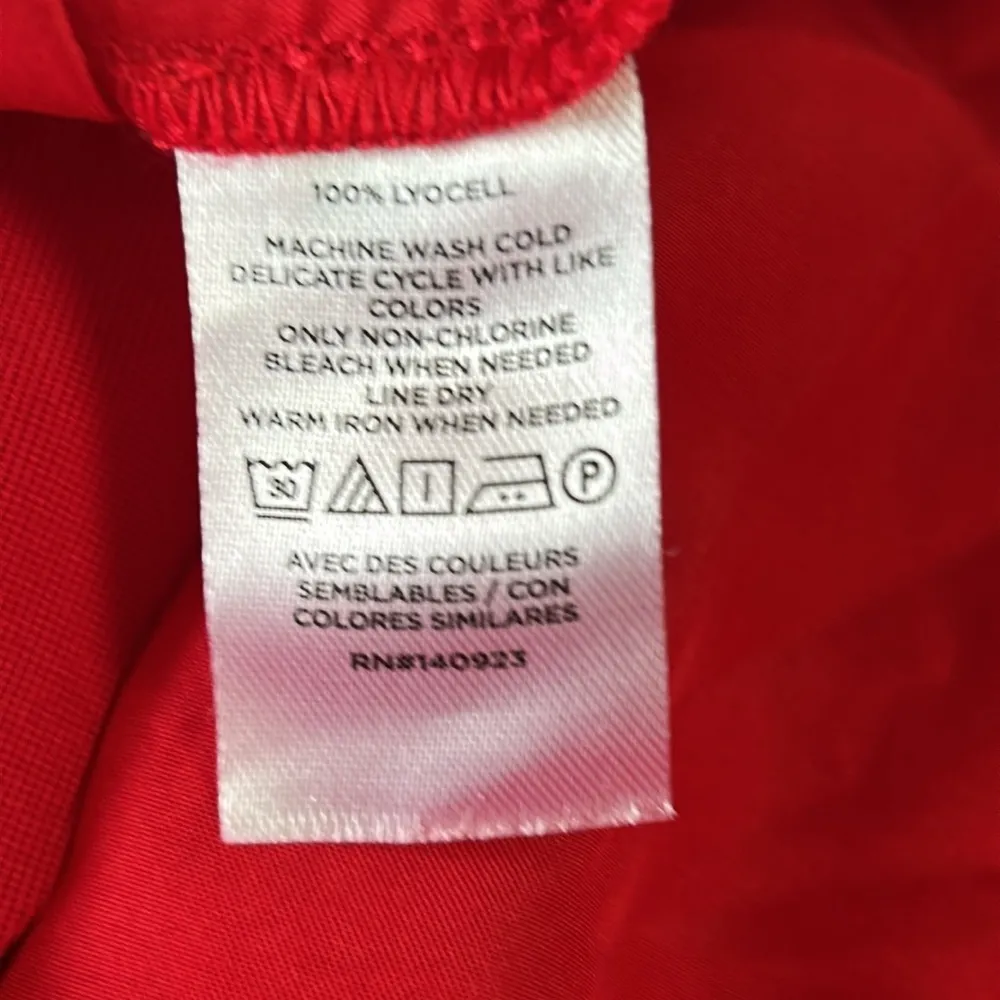 100% LYOCELL
MACHINE WASH COLD
DELICATE CYCLE WITH LIKE
COLORS
ONLY NON-CHLORINE
BLEACH WHEN NEEDED
LINE DRY
WARM IRON WHEN NEEDED
30 P
AVEC DES COULEURS
SEMBLABLES / CON
COLORES SIMILARES
RN#140923